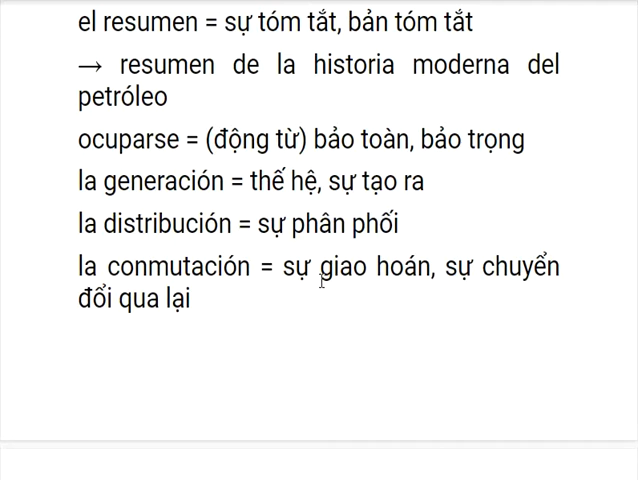 el resumen = sự tóm tắt, bản tóm tắt
→ resumen de la historia moderna del
petróleo
ocuparse = (động từ) bảo toàn, bảo trọng
la generación = thế hệ, sự tạo ra
la distribución = sự phân phối
la conmutación = sự giao hoán, sự chuyển
đổi qua lại